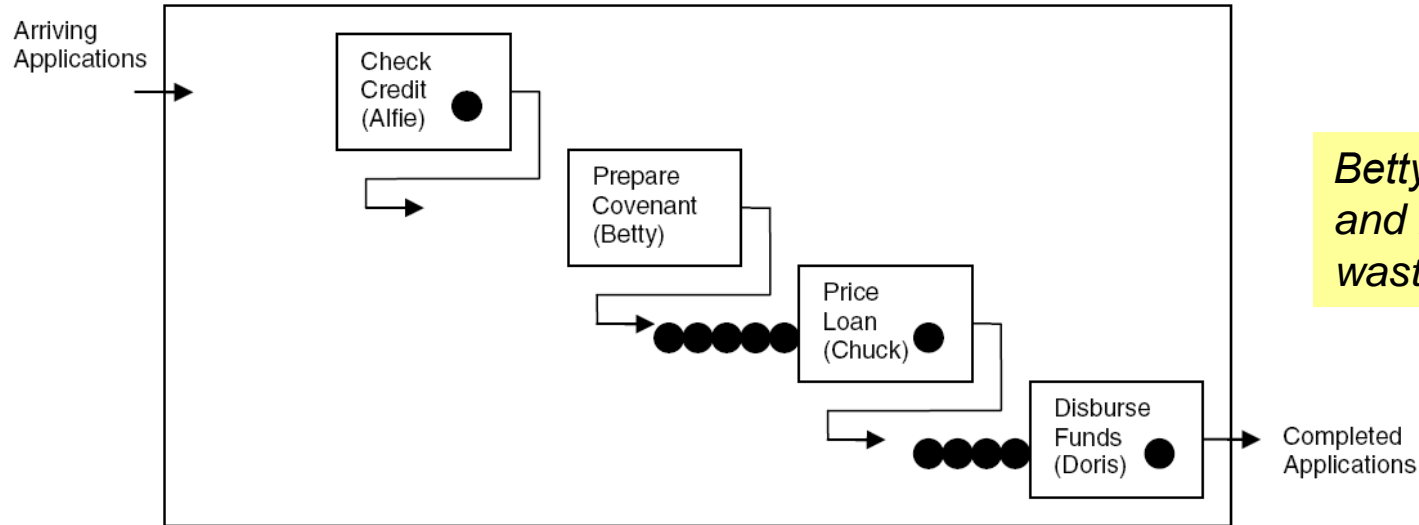 Arriving
Applications
Check
Credit
(Alfie)
Prepare
Covenant
(Betty)
Betty
and
wast
Price
Loan
(Chuck)
Disburse
Funds
(Doris)
Completed
Applications